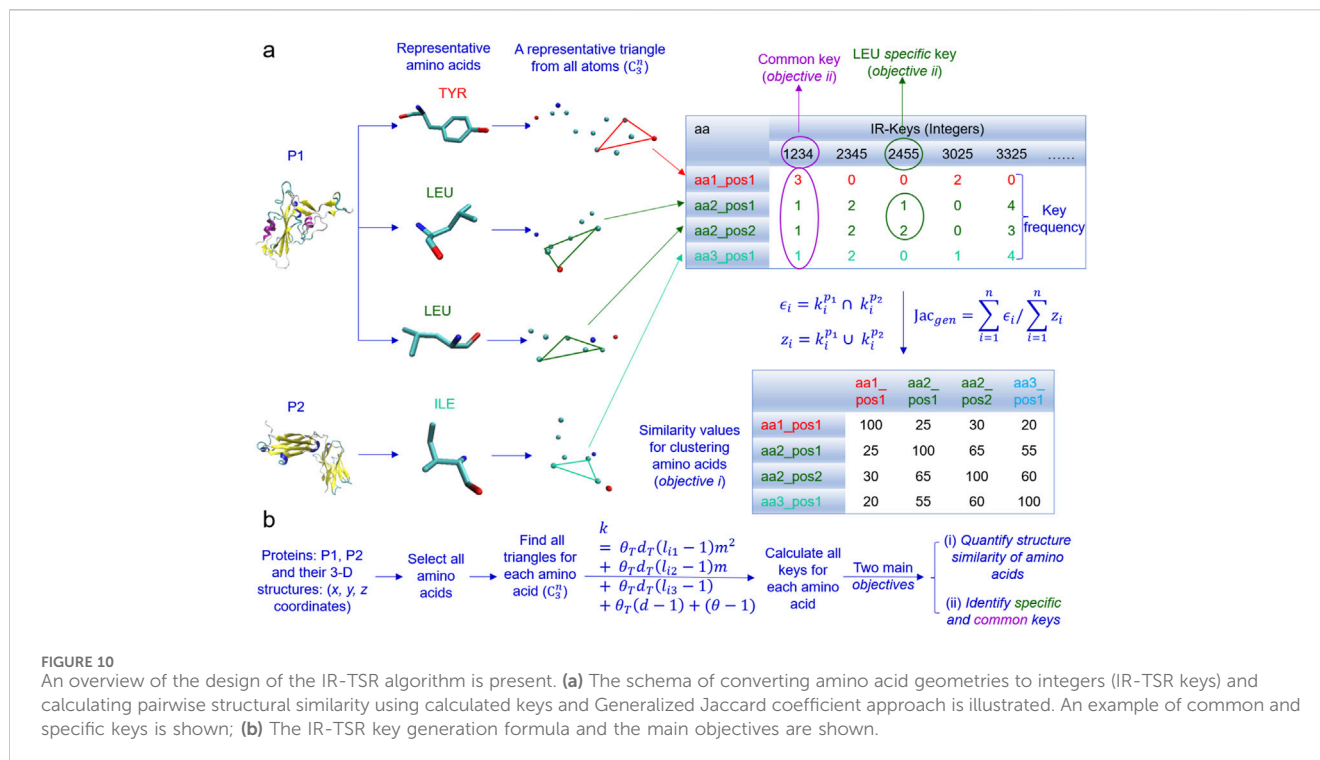 a
Representative
amino acids
A representative triangle
from all atoms (C₃ⁿ)
Common key
(objective ii)
LEU specific key
(objective ii)
P1
TYR
LEU
LEU
P2
ILE
aa IR-Keys (Integers)
1234 2345 2455 3025 3325 ……
aa1_pos1 3 0 0 2 0
aa2_pos1 1 2 1 0 4
aa2_pos2 1 2 2 0 3
aa3_pos1 1 2 0 1 4
Key
frequency
ϵᵢ = kᵢ^{p₁} ∩ kᵢ^{p₂}
zᵢ = kᵢ^{p₁} ∪ kᵢ^{p₂}
Jac_{gen} = ∑_{i=1}^{n} ϵᵢ / ∑_{i=1}^{n} zᵢ
Similarity values
for clustering
amino acids
(objective i)
aa1_ aa2_ aa2_ aa3_
pos1 pos1 pos2 pos1
aa1_pos1 100 25 30 20
aa2_pos1 25 100 65 55
aa2_pos2 30 65 100 60
aa3_pos1 20 55 60 100
b
Proteins: P1, P2
and their 3-D
structures: (x, y, z
coordinates)
Select all
amino
acids
Find all
triangles for
each amino
acid (C₃ⁿ)
k
= θ_T d_T(l_{i1} − 1)m²
+ θ_T d_T(l_{i2} − 1)m
+ θ_T d_T(l_{i3} − 1)
+ θ_T(d − 1) + (θ − 1)
Calculate all
keys for
each amino
acid
Two main
objectives
(i) Quantify structure
similarity of amino
acids
(ii) Identify specific
and common keys
FIGURE 10
An overview of the design of the IR-TSR algorithm is present. (a) The schema of converting amino acid geometries to integers (IR-TSR keys) and
calculating pairwise structural similarity using calculated keys and Generalized Jaccard coefficient approach is illustrated. An example of common and
specific keys is shown; (b) The IR-TSR key generation formula and the main objectives are shown.